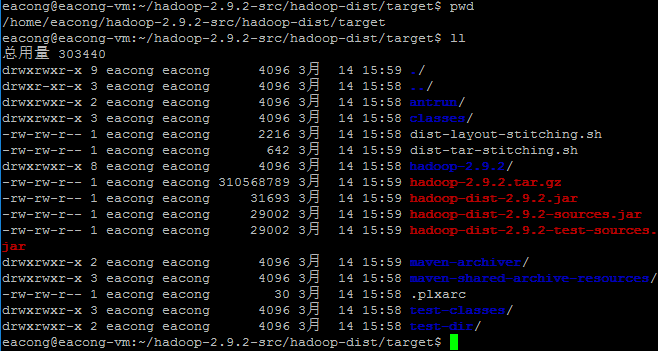 eacong@eacong-vm:~/hadoop-2.9.2-src/hadoop-dist/target$ pwd
/home/eacong/hadoop-2.9.2-src/hadoop-dist/target
eacong@eacong-vm:~/hadoop-2.9.2-src/hadoop-dist/target$ ll
总用量 303440
drwxrwxr-x 9 eacong eacong      4096 3月  14 15:59 ./
drwxr-xr-x 3 eacong eacong      4096 3月  14 15:58 ../
drwxrwxr-x 2 eacong eacong      4096 3月  14 15:58 antrun/
drwxrwxr-x 3 eacong eacong      4096 3月  14 15:58 classes/
-rw-rw-r-- 1 eacong eacong      2216 3月  14 15:58 dist-layout-stitching.sh
-rw-rw-r-- 1 eacong eacong       642 3月  14 15:59 dist-tar-stitching.sh
drwxrwxr-x 8 eacong eacong      4096 3月  14 15:58 hadoop-2.9.2/
-rw-rw-r-- 1 eacong eacong 310568789 3月  14 15:59 hadoop-2.9.2.tar.gz
-rw-rw-r-- 1 eacong eacong     31693 3月  14 15:59 hadoop-dist-2.9.2.jar
-rw-rw-r-- 1 eacong eacong     29002 3月  14 15:59 hadoop-dist-2.9.2-sources.jar
-rw-rw-r-- 1 eacong eacong     29002 3月  14 15:59 hadoop-dist-2.9.2-test-sources.
jar
drwxrwxr-x 2 eacong eacong      4096 3月  14 15:59 maven-archiver/
drwxrwxr-x 3 eacong eacong      4096 3月  14 15:58 maven-shared-archive-resources/
-rw-rw-r-- 1 eacong eacong        30 3月  14 15:58 .plxarc
drwxrwxr-x 3 eacong eacong      4096 3月  14 15:58 test-classes/
drwxrwxr-x 2 eacong eacong      4096 3月  14 15:58 test-dir/
eacong@eacong-vm:~/hadoop-2.9.2-src/hadoop-dist/target$